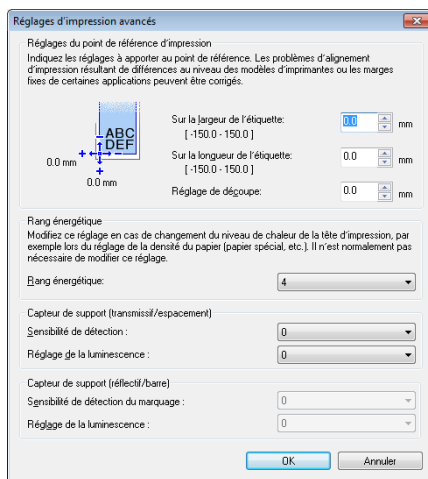 Réglages d'impression avancés
Réglages du point de référence d'impression
Indiquez les réglages à apporter au point de référence. Les problèmes d'alignement
d'impression résultant de différences au niveau des modèles d'imprimantes ou les marges
fixes de certaines applications peuvent être corrigés.
ABC
DEF
0.0 mm
0.0 mm
Sur la largeur de l'étiquette:
[ -150.0 - 150.0 ]
0.0 mm
Sur la longueur de l'étiquette:
[ -150.0 - 150.0 ]
0.0 mm
Réglage de découpe:
0.0 mm
Rang énergétique
Modifiez ce réglage en cas de changement du niveau de chaleur de la tête d'impression, par
exemple lors du réglage de la densité du papier (papier spécial, etc.). Il n'est normalement pas
nécessaire de modifier ce réglage.
Rang énergétique:
4
Capteur de support (transmissif/espacement)
Sensibilité de détection :
0
Réglage de la luminescence :
0
Capteur de support (réflectif/barre)
Sensibilité de détection du marquage :
0
Réglage de la luminescence :
0
OK
Annuler